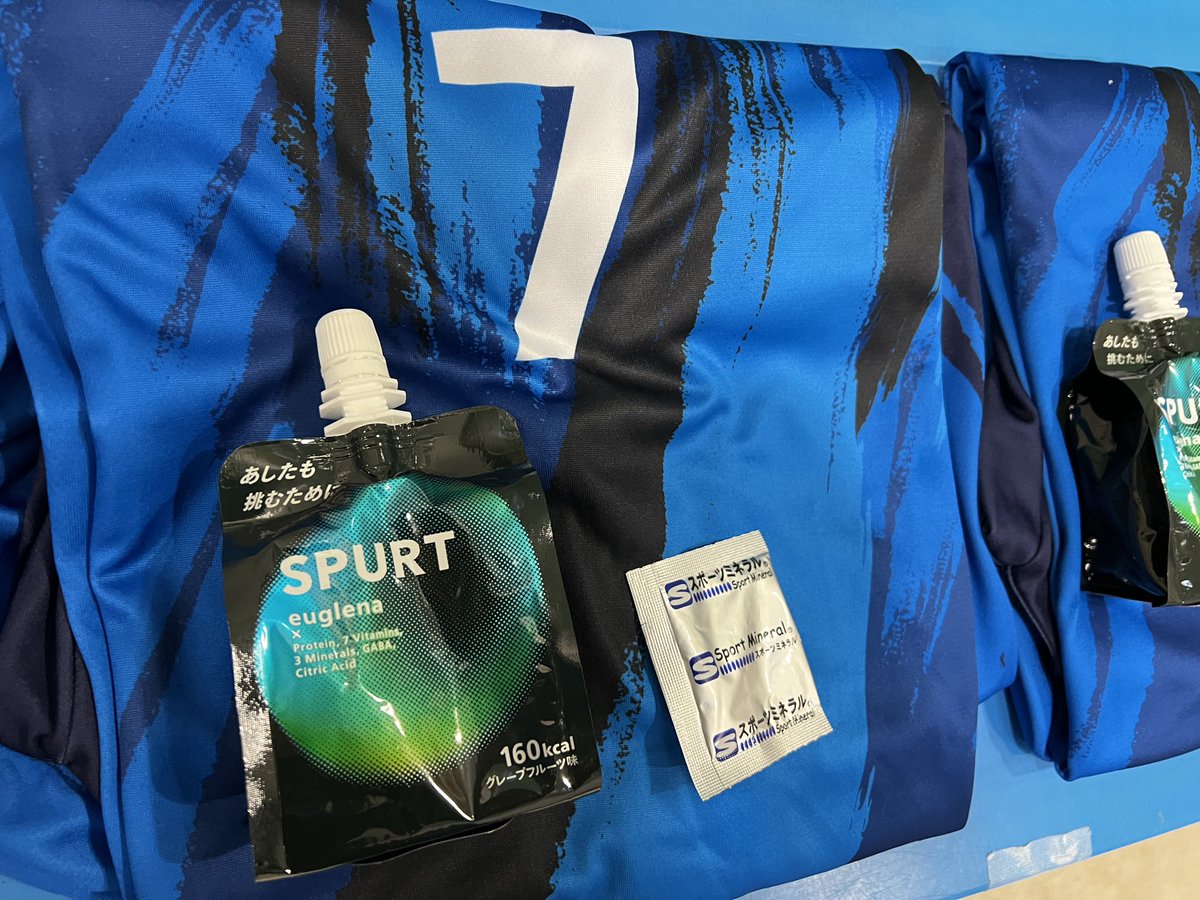 7
あしたも
挑むために
SPURT
euglena
×
Protein, 7 Vitamins,
3 Minerals, GABA,
Citric Acid
160kcal
グレープフルーツ味
スポーツミネラル®
Sport Mineral
Sport Mineral®
スポーツミネラル
スポーツミネラル®
Sport Mineral
あしたも
挑むために
SPU